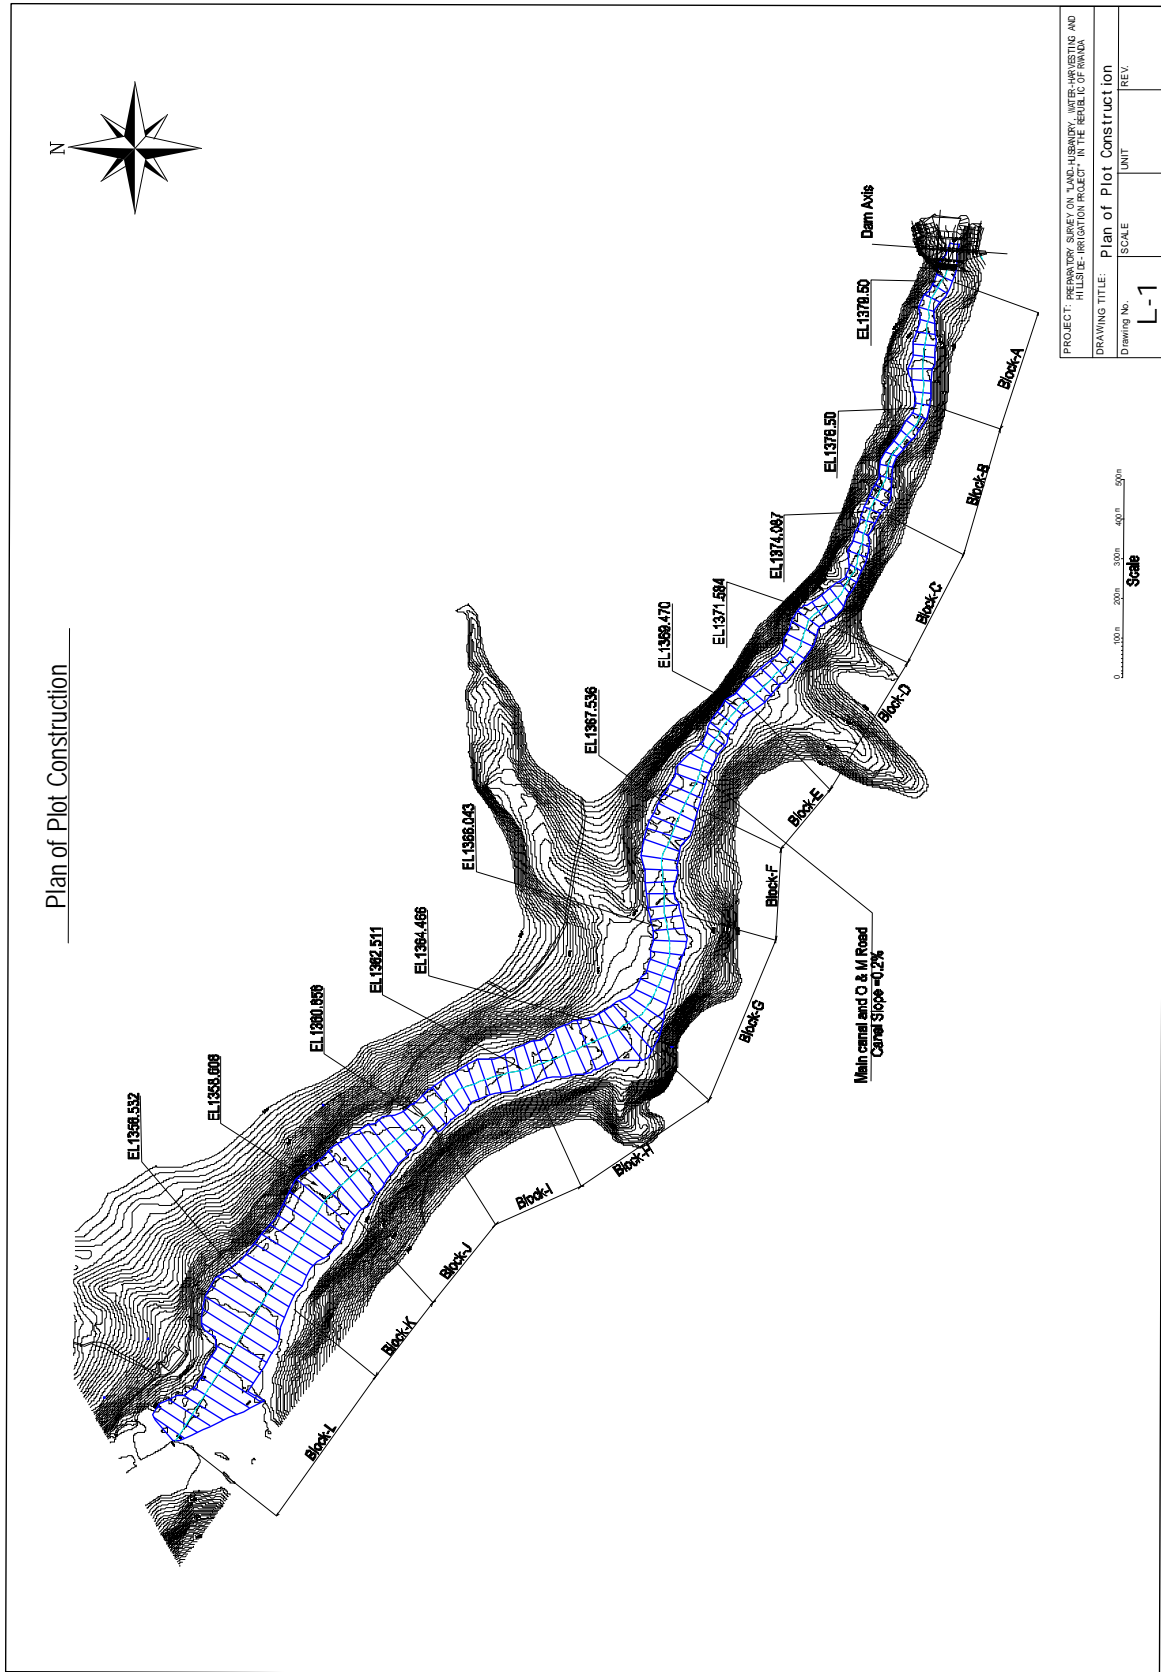 Plan of Plot Construction
N
EL1356.532
EL1358.608
EL1360.858
EL1362.511
EL1364.466
EL1366.043
EL1367.536
EL1369.470
EL1371.584
EL1374.087
EL1376.50
EL1379.50
Dam Axis
Block-L
Block-K
Block-J
Block-I
Block-H
Block-G
Block-F
Block-E
Block-D
Block-C
Block-B
Block-A
Main canal and O & M Road
Canal Slope =0.2%
0 100m 200m 300m 400m 500m
Scale
PROJECT: PREPARATORY SURVEY ON "LAND-HUSBANDRY, WATER-HARVESTING AND
HILLSIDE-IRRIGATION PROJECT" IN THE REPUBLIC OF RWANDA
DRAWING TITLE: Plan of Plot Construction
Drawing No. SCALE UNIT REV.
L-1